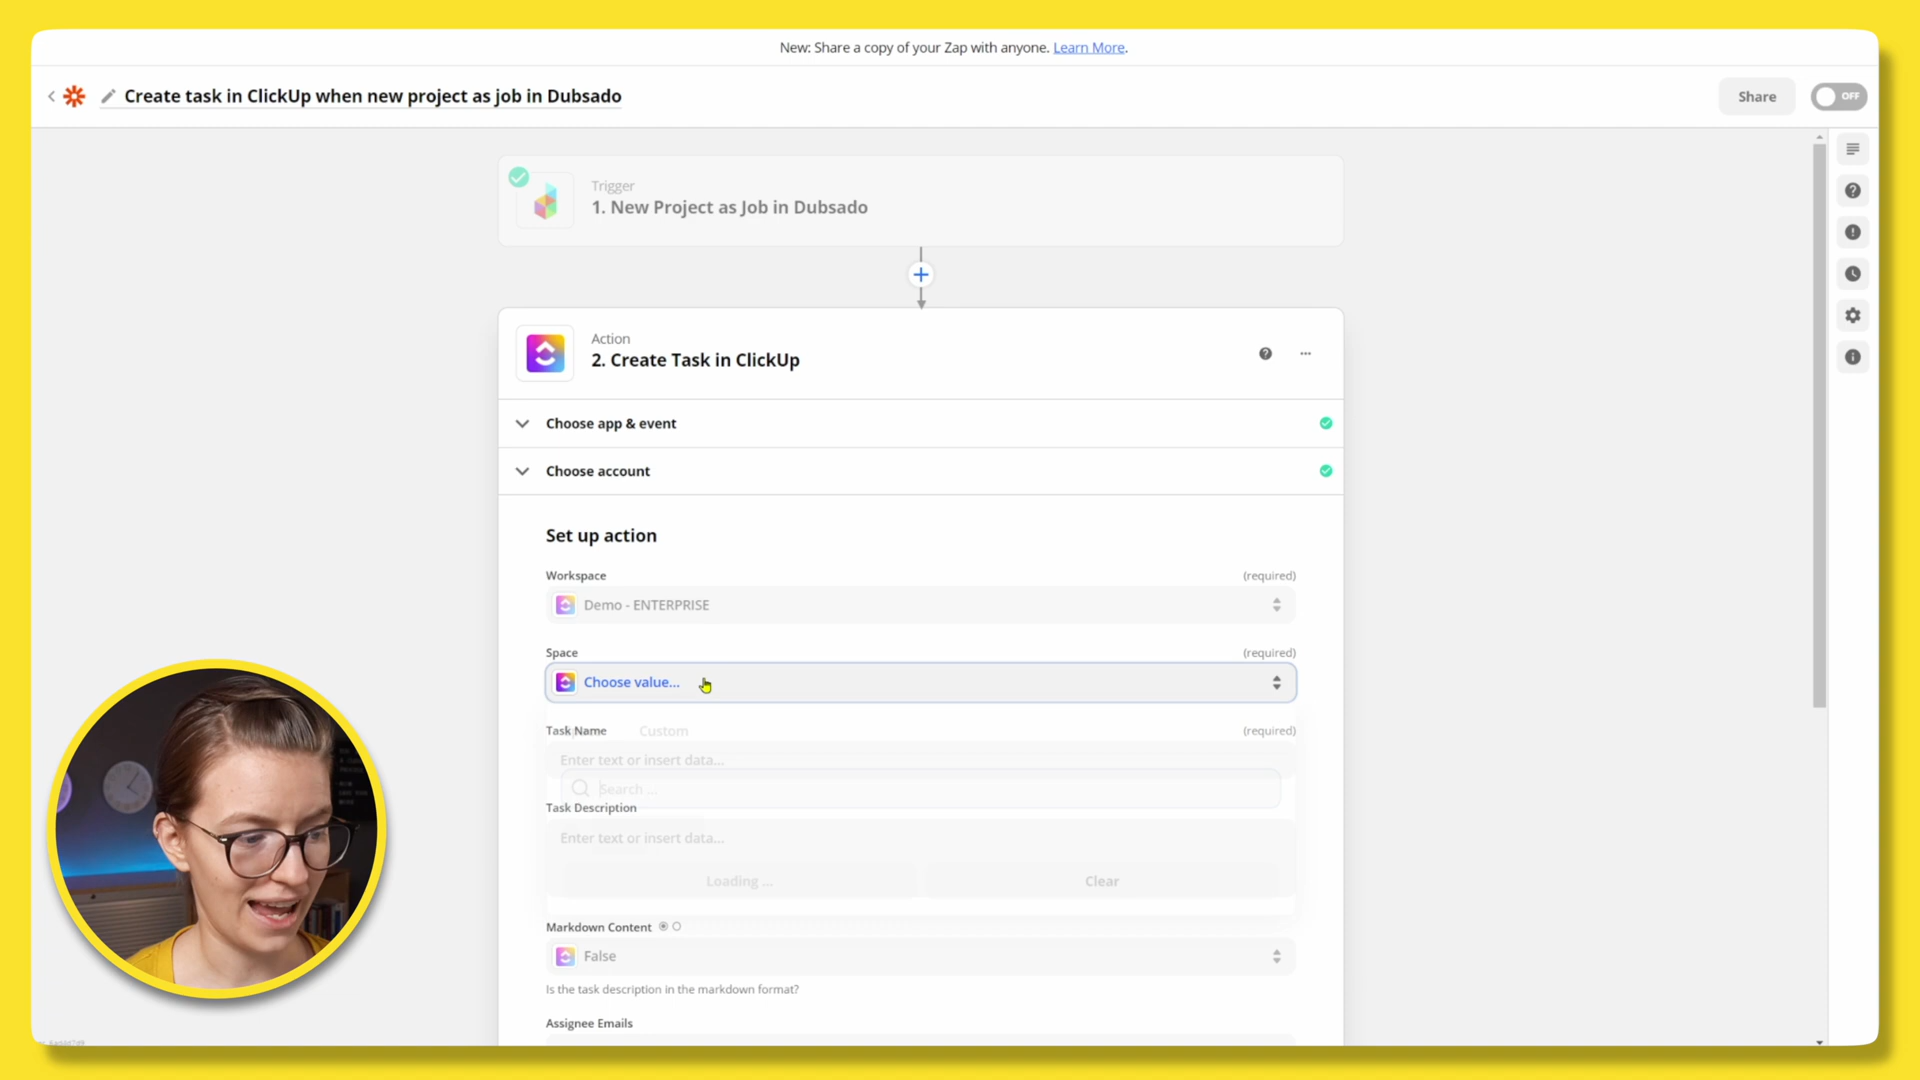 New: Share a copy of your Zap with anyone. Learn More.
Create task in ClickUp when new project as job in Dubsado
Share
OFF
Trigger
1. New Project as Job in Dubsado
Action
2. Create Task in ClickUp
Choose app & event
Choose account
Set up action
Workspace
(required)
Demo - ENTERPRISE
Space
(required)
Choose value...
Task Name
Custom
(required)
Enter text or insert data...
Search ...
Task Description
Enter text or insert data...
Loading ...
Clear
Markdown Content
False
Is the task description in the markdown format?
Assignee Emails